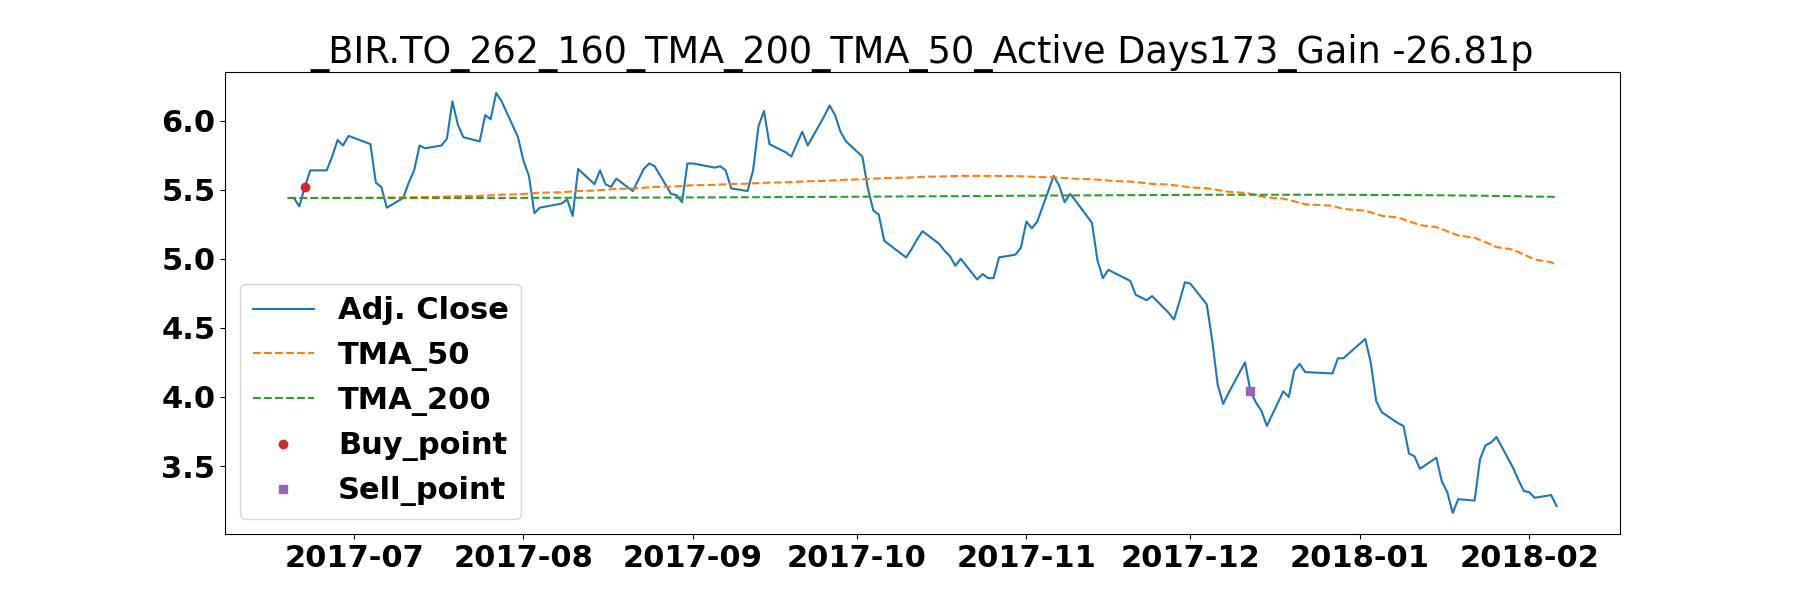 _BIR.TO_262_160_TMA_200_TMA_50_Active Days173_Gain -26.81p
6.0
5.5
5.0
4.5
4.0
3.5
Adj. Close
TMA_50
TMA_200
Buy_point
Sell_point
2017-07 2017-08 2017-09 2017-10 2017-11 2017-12 2018-01 2018-02